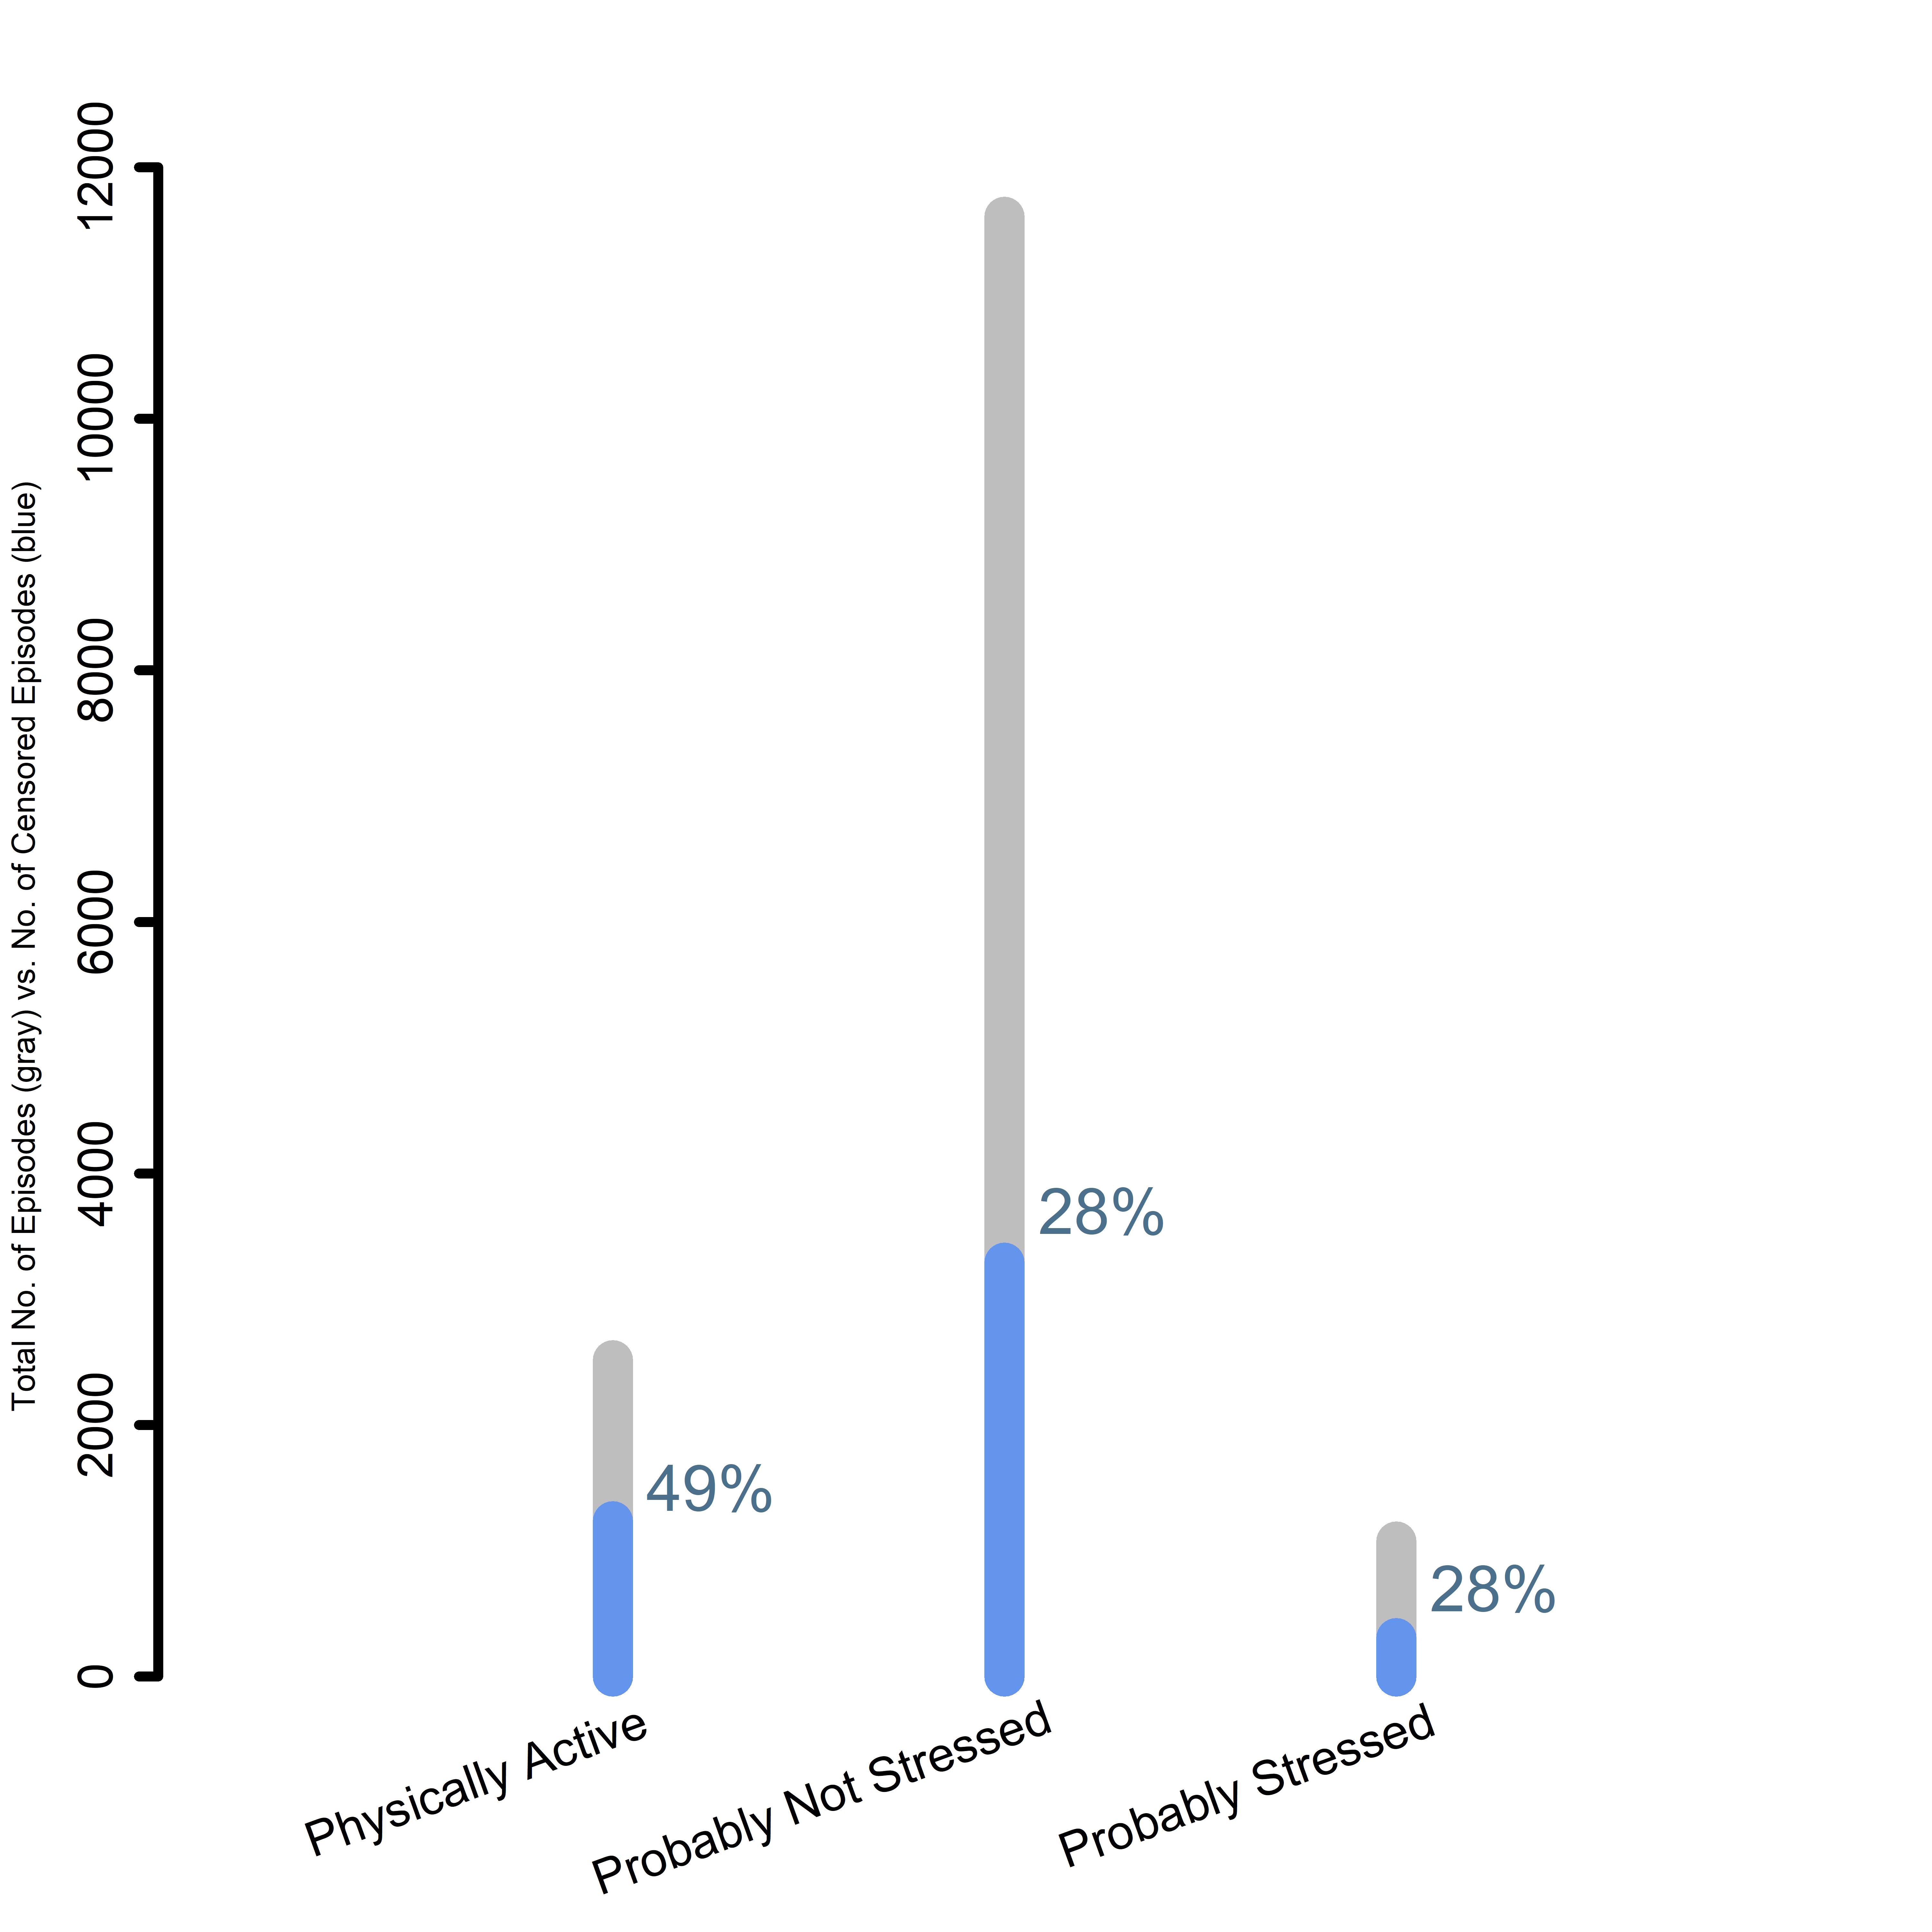 Total No. of Episodes (gray) vs. No. of Censored Episodes (blue)
12000
10000
8000
6000
4000
2000
0
28%
49%
28%
Physically Active
Probably Not Stressed
Probably Stressed